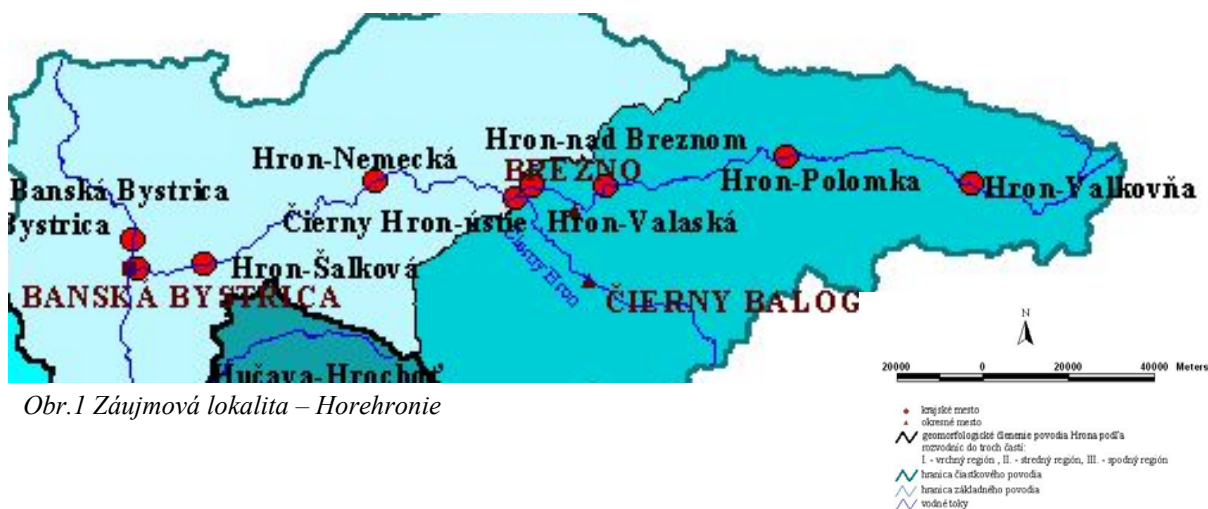 Hron-nad Breznom
Hron-Nemecká
BREZNO
Banská Bystrica
Hron-Polomka
Hron-Valkovňa
Bystrica
Čierny Hron-ústie
Hron-Valaská
Čierny Hron
Hron-Šalková
BANSKA BYSTRICA
ČIERNY BALOG
Hučava-Hrochoť
N
20000 0 20000 40000 Meters
Obr.1 Záujmová lokalita – Horehronie
krajské mesto
okresné mesto
geomorfologické členenie povodia Hrona podľa
rozvodníc do troch častí:
I. - vrchný región , II. - stredný región, III. - spodný región
hranica čiastkového povodia
hranica základného povodia
vodné toky